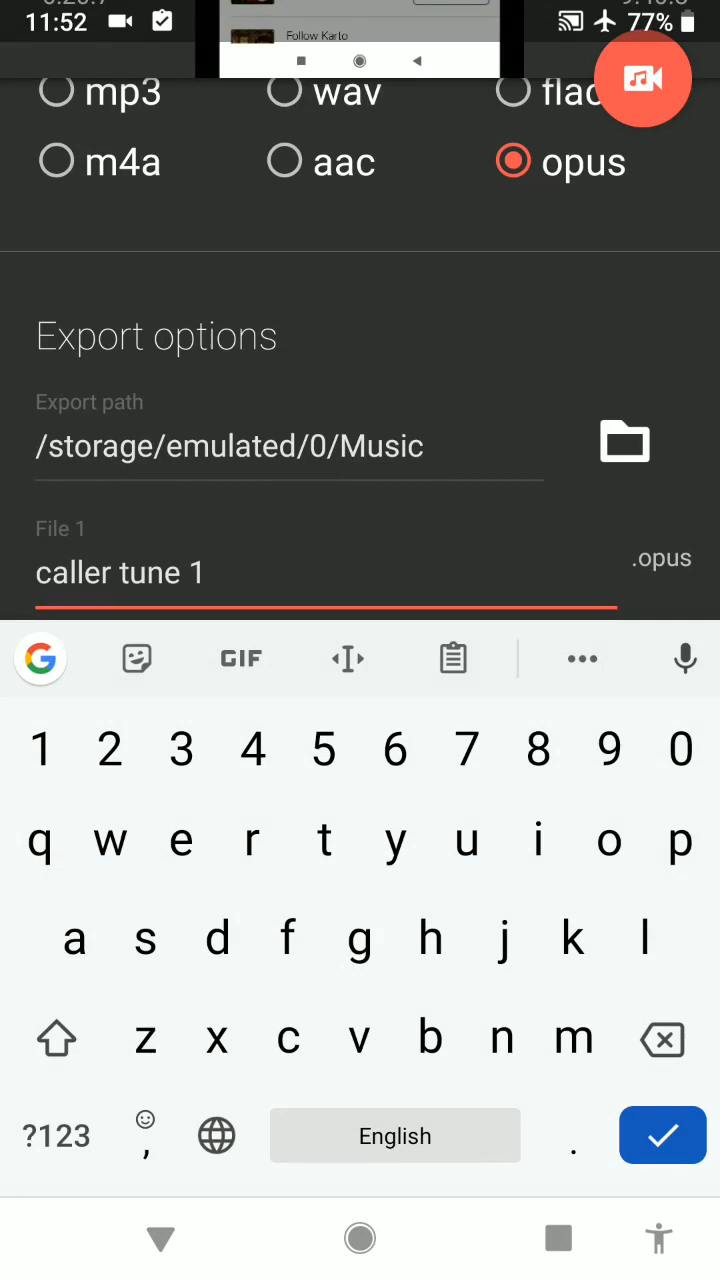 11:52
77%
Follow Karlo
mp3 wav flac
m4a aac opus
Export options
Export path
/storage/emulated/0/Music
File 1
caller tune 1
.opus
GIF
1 2 3 4 5 6 7 8 9 0
q w e r t y u i o p
a s d f g h j k l
z x c v b n m
?123 , English .